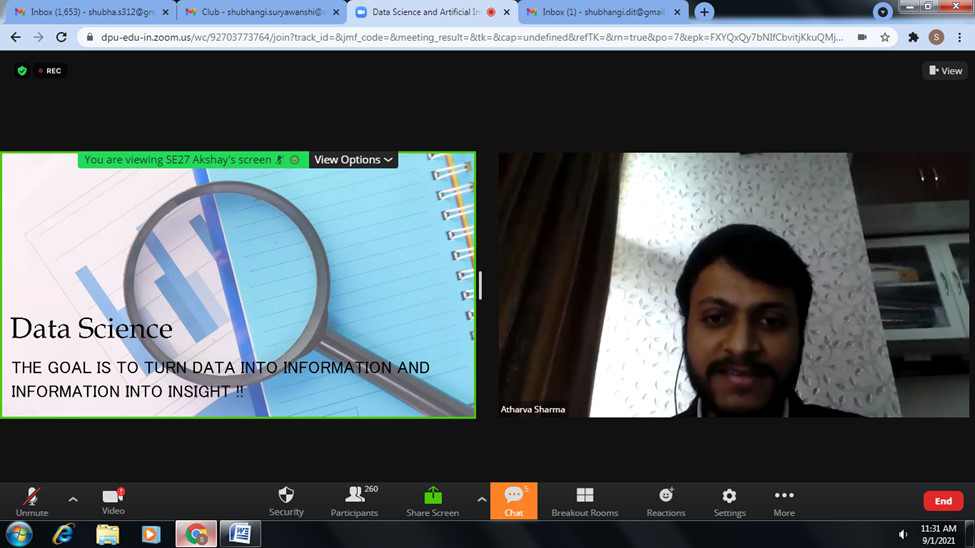 Inbox (1,653) - shubha.s312@gm
Club - shubhangi.suryawanshi@
Data Science and Artificial In
Inbox (1) - shubhangi.dit@gmail.
dpu-edu-in.zoom.us/wc/92703773764/join?track_id=&jmf_code=&meeting_result=&tk=&cap=undefined&refTK=&rn=true&po=7&epk=FXYQxQy7bNIfCbvitjKkuQMj...
S
REC
View
You are viewing SE27 Akshay's screen
View Options
Data Science
THE GOAL IS TO TURN DATA INTO INFORMATION AND
INFORMATION INTO INSIGHT !!
Atharva Sharma
Unmute
Video
Security
260
Participants
Share Screen
5
Chat
Breakout Rooms
Reactions
Settings
More
End
11:31 AM
9/1/2021